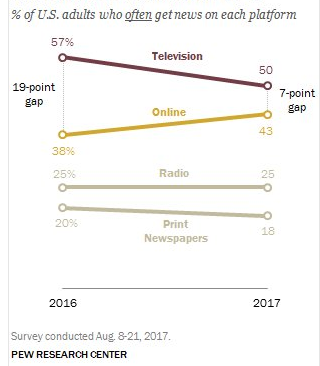 % of U.S. adults who often get news on each platform
57%
Television
50
19-point
gap
7-point
gap
Online
43
38%
25%
Radio
25
20%
Print
Newspapers
18
2016
2017
Survey conducted Aug. 8-21, 2017.
PEW RESEARCH CENTER